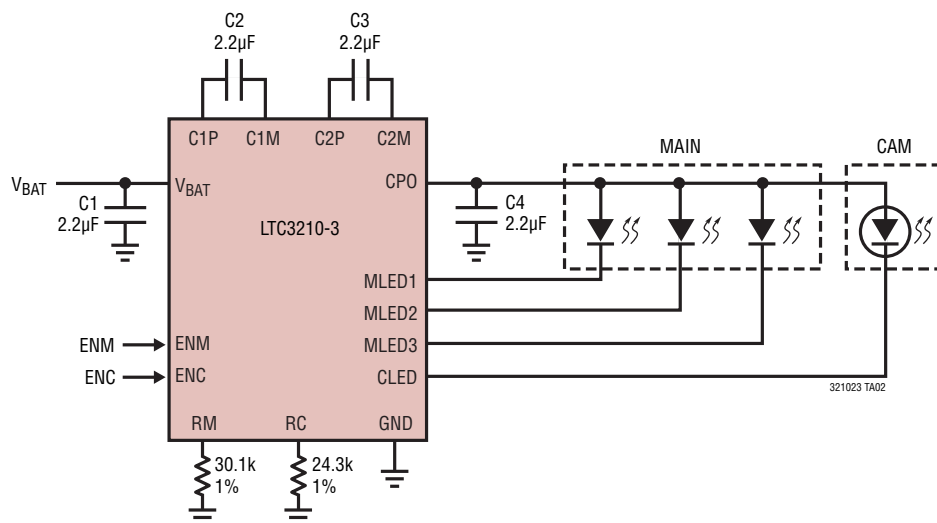 C2
2.2µF
C3
2.2µF
C1P
C1M
C2P
C2M
MAIN
CAM
VBAT
VBAT
CPO
C1
2.2µF
C4
2.2µF
LTC3210-3
MLED1
MLED2
MLED3
ENM
ENM
ENC
ENC
CLED
321023 TA02
RM
RC
GND
30.1k
1%
24.3k
1%